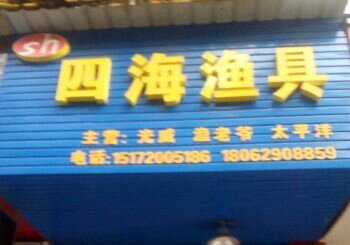 sh
四海渔具
主营: 光威 渔老爷 太平洋
电话:15172005186 18062908859